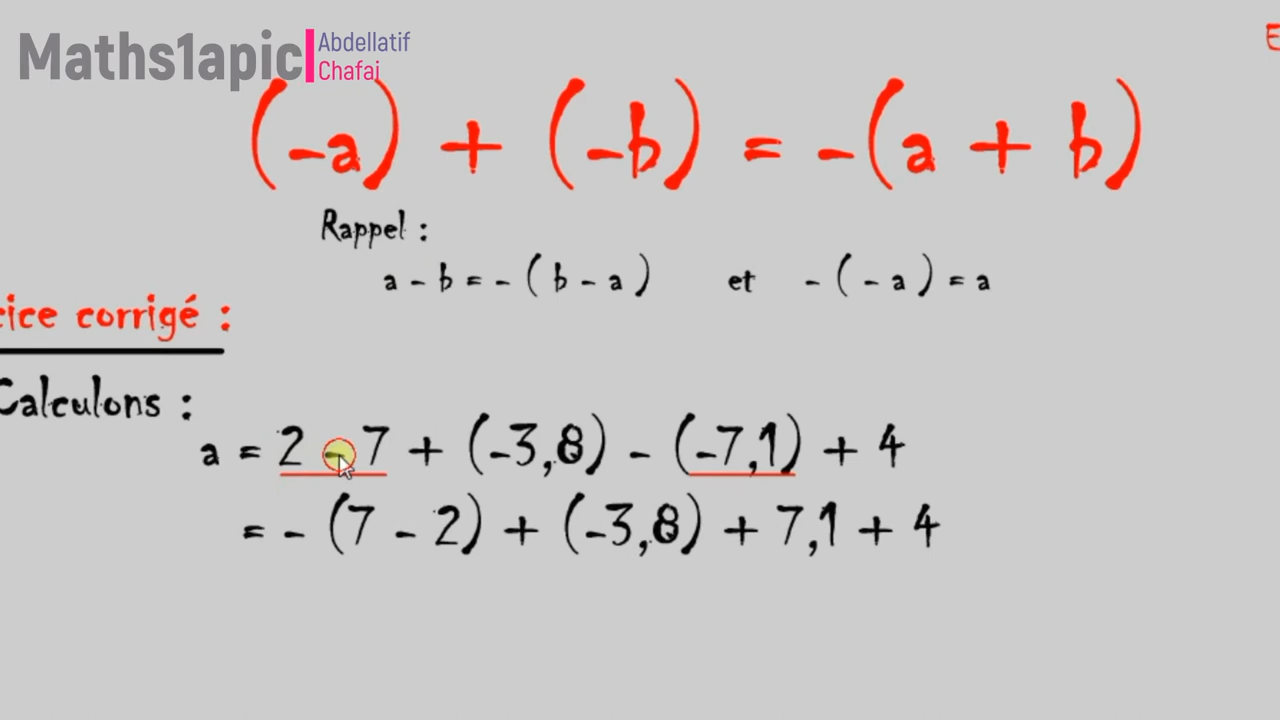 Maths1apic
Abdellatif
Chafai
(-a) + (-b) = -(a + b)
Rappel :
a - b = - ( b - a )     et     - ( - a ) = a
cice corrigé :
Calculons :
a = 2 - 7 + (-3,8) - (-7,1) + 4
= - (7 - 2) + (-3,8) + 7,1 + 4